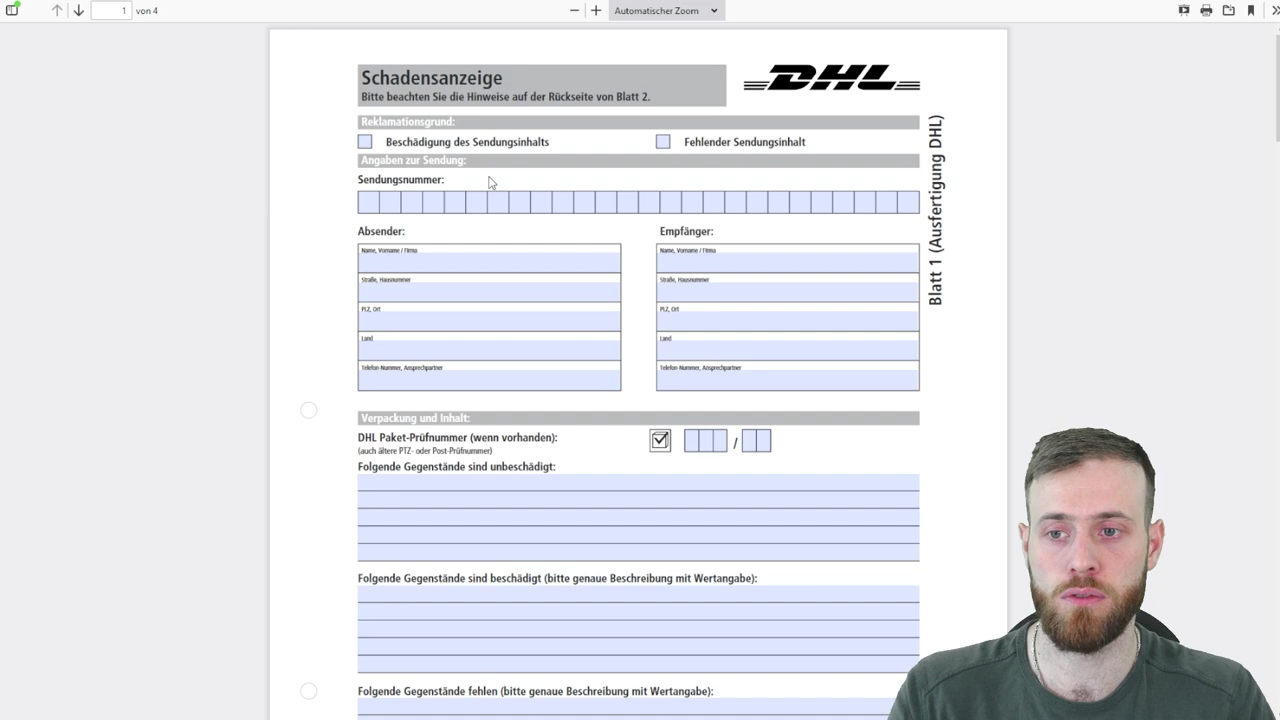 1 von 4 Automatischer Zoom
Schadensanzeige
Bitte beachten Sie die Hinweise auf der Rückseite von Blatt 2.
DHL
Blatt 1 (Ausfertigung DHL)
Reklamationsgrund:
Beschädigung des Sendungsinhalts Fehlender Sendungsinhalt
Angaben zur Sendung:
Sendungsnummer:
Absender: Empfänger:
Name, Vorname / Firma Name, Vorname / Firma
Straße, Hausnummer Straße, Hausnummer
PLZ, Ort PLZ, Ort
Land Land
Telefon-Nummer, Ansprechpartner Telefon-Nummer, Ansprechpartner
Verpackung und Inhalt:
DHL Paket-Prüfnummer (wenn vorhanden): /
(auch ältere PTZ- oder Post-Prüfnummer)
Folgende Gegenstände sind unbeschädigt:
Folgende Gegenstände sind beschädigt (bitte genaue Beschreibung mit Wertangabe):
Folgende Gegenstände fehlen (bitte genaue Beschreibung mit Wertangabe):